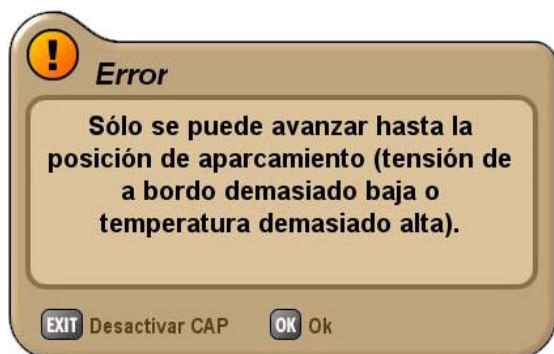 !
Error
Sólo se puede avanzar hasta la
posición de aparcamiento (tensión de
a bordo demasiado baja o
temperatura demasiado alta).
EXIT Desactivar CAP OK Ok